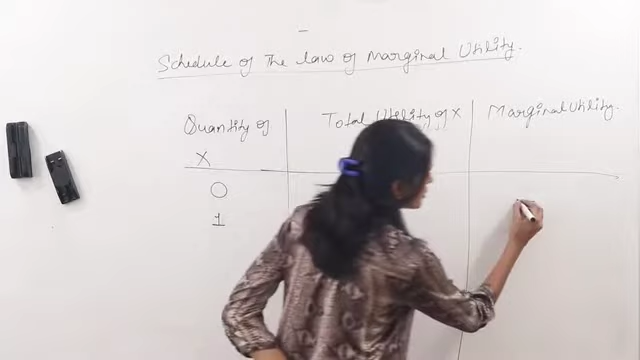 Schedule of The law of Marginal Utility.
Quantity of X
Total Utility of X
Marginal Utility.
0
1